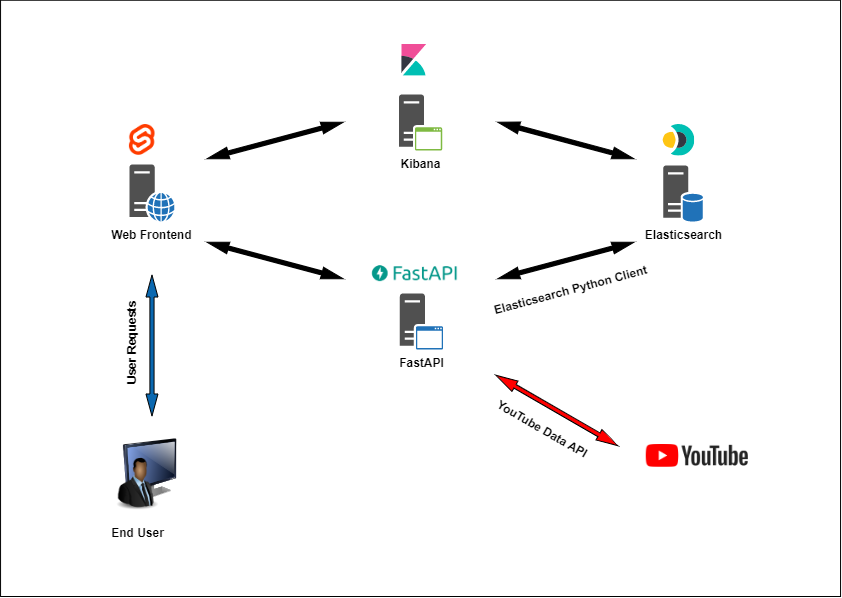 Kibana
Web Frontend
Elasticsearch
FastAPI
Elasticsearch Python Client
FastAPI
User Requests
YouTube Data API
YouTube
End User